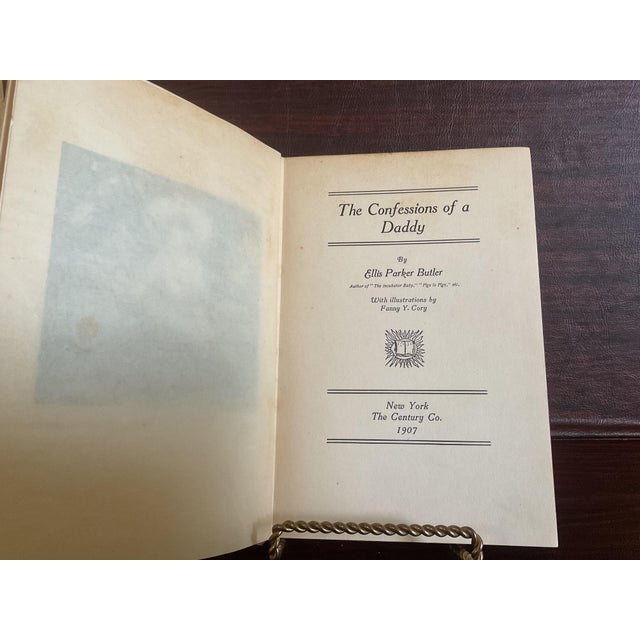 The Confessions of a
Daddy
By
Ellis Parker Butler
Author of "The Incubator Baby," "Pigs is Pigs," etc.
With illustrations by
Fanny Y. Cory
New York
The Century Co.
1907